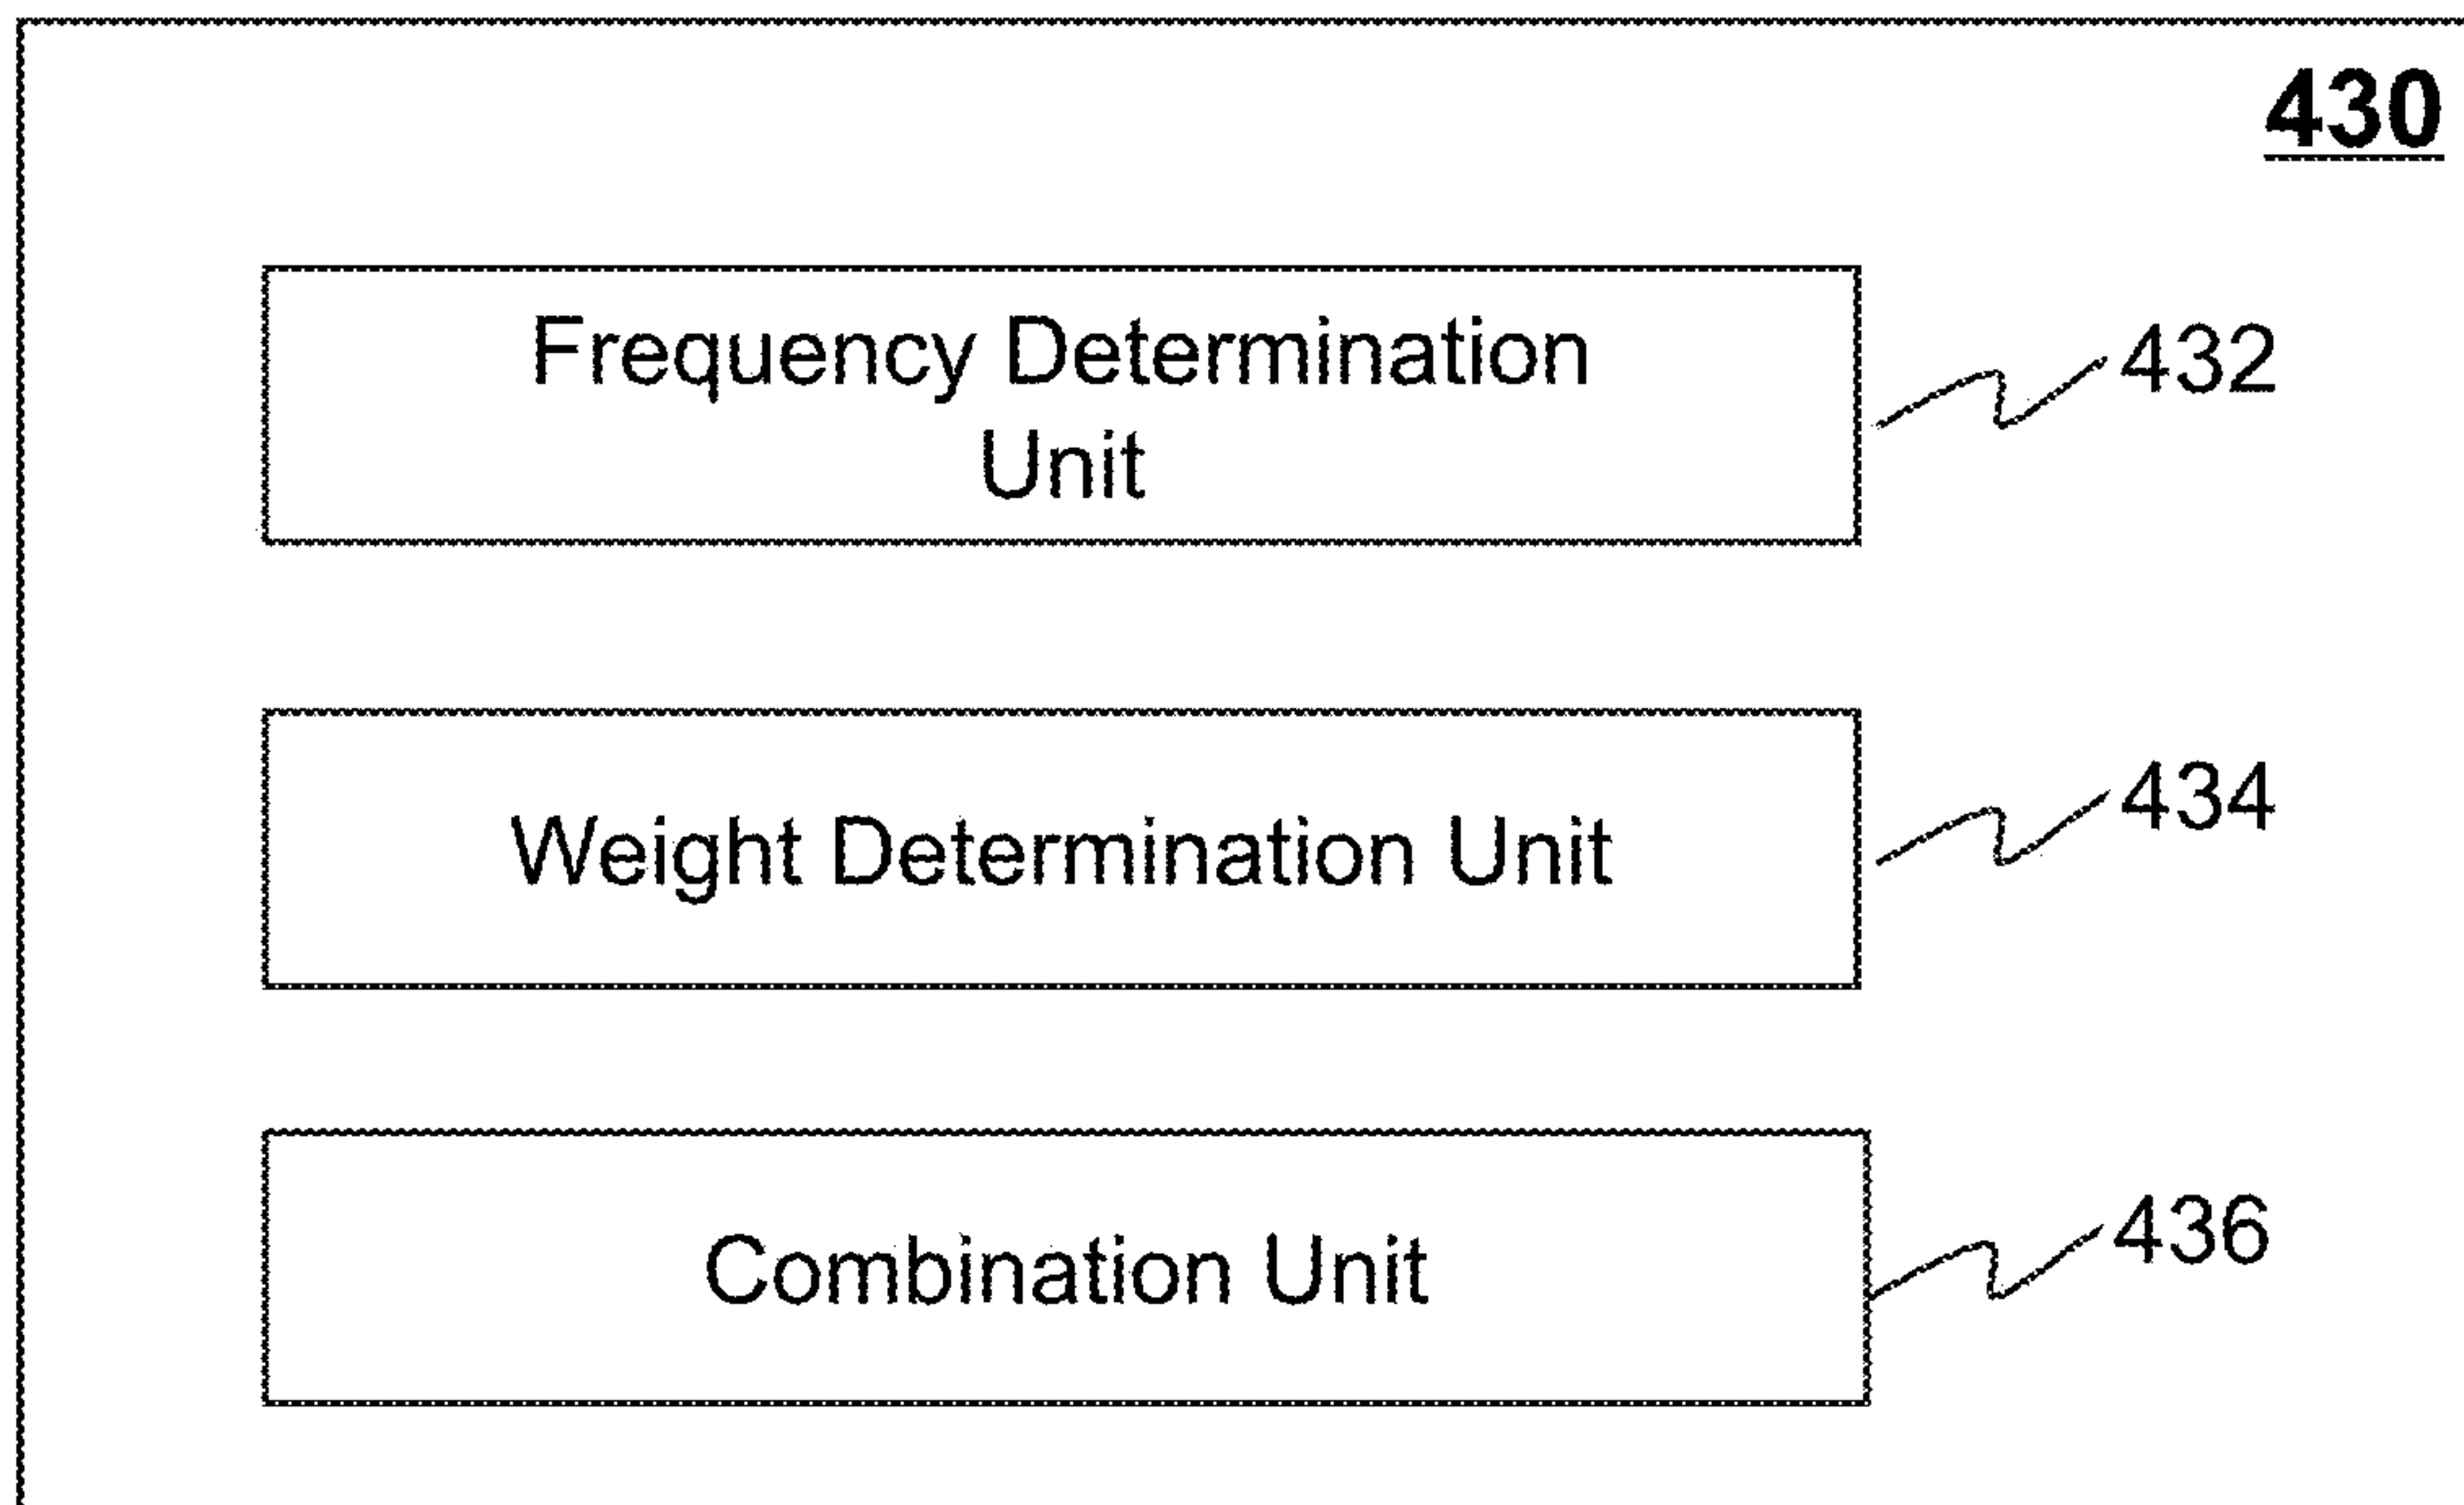 430
Frequency Determination
Unit
432
Weight Determination Unit
434
Combination Unit
436